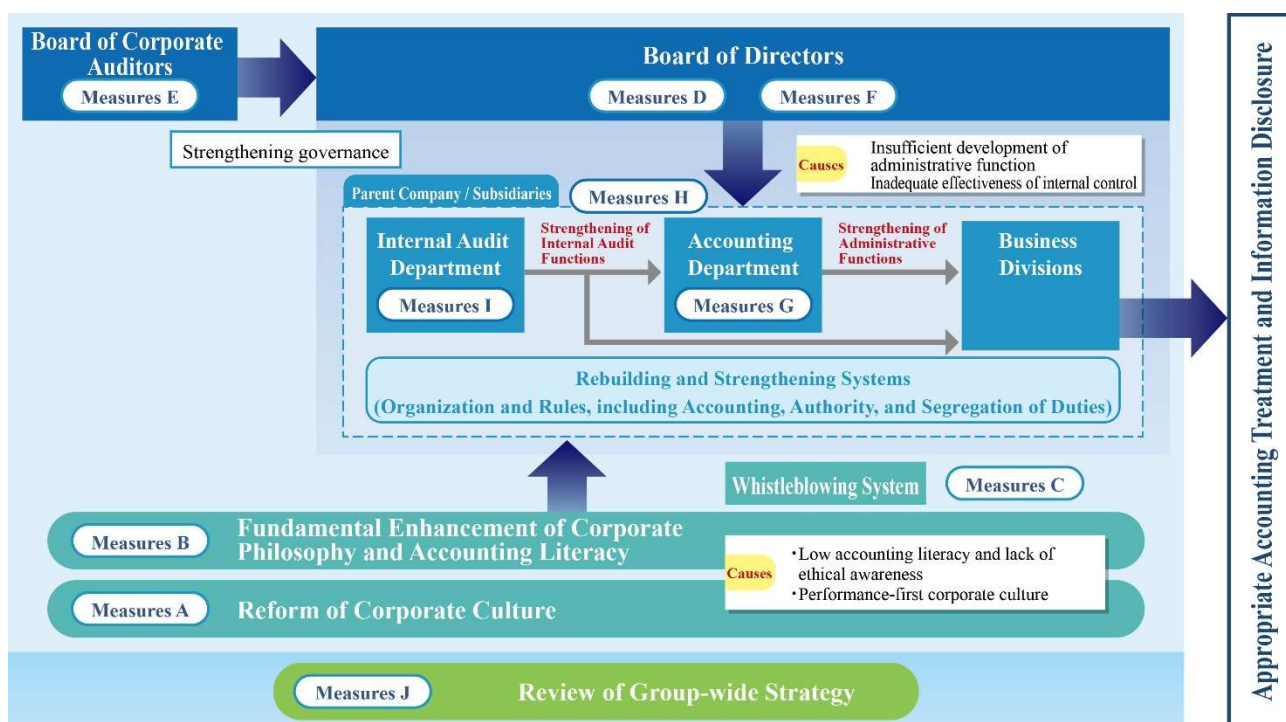 Board of Corporate
Auditors
Measures E
Board of Directors
Measures D
Measures F
Strengthening governance
Causes
Insufficient development of
administrative function
Inadequate effectiveness of internal control
Parent Company / Subsidiaries
Measures H
Internal Audit
Department
Measures I
Strengthening of
Internal Audit
Functions
Accounting
Department
Measures G
Strengthening of
Administrative
Functions
Business
Divisions
Rebuilding and Strengthening Systems
(Organization and Rules, including Accounting, Authority, and Segregation of Duties)
Whistleblowing System
Measures C
Measures B
Fundamental Enhancement of Corporate
Philosophy and Accounting Literacy
Causes
・Low accounting literacy and lack of
ethical awareness
・Performance-first corporate culture
Measures A
Reform of Corporate Culture
Measures J
Review of Group-wide Strategy
Appropriate Accounting Treatment and Information Disclosure